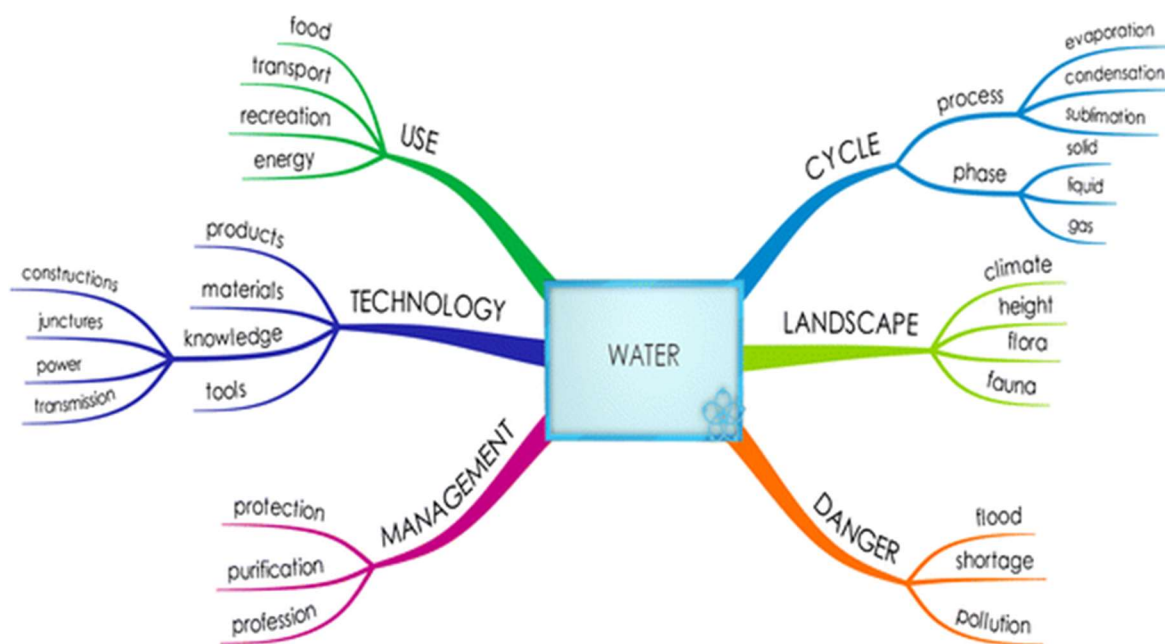 WATER
USE
food
transport
recreation
energy
TECHNOLOGY
products
materials
knowledge
constructions
junctures
power
transmission
tools
MANAGEMENT
protection
purification
profession
CYCLE
process
evaporation
condensation
sublimation
phase
solid
liquid
gas
LANDSCAPE
climate
height
flora
fauna
DANGER
flood
shortage
pollution